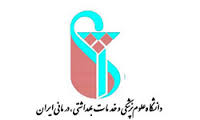 دانشگاه علوم پزشکی و خدمات بهداشتی، درمانی ایران